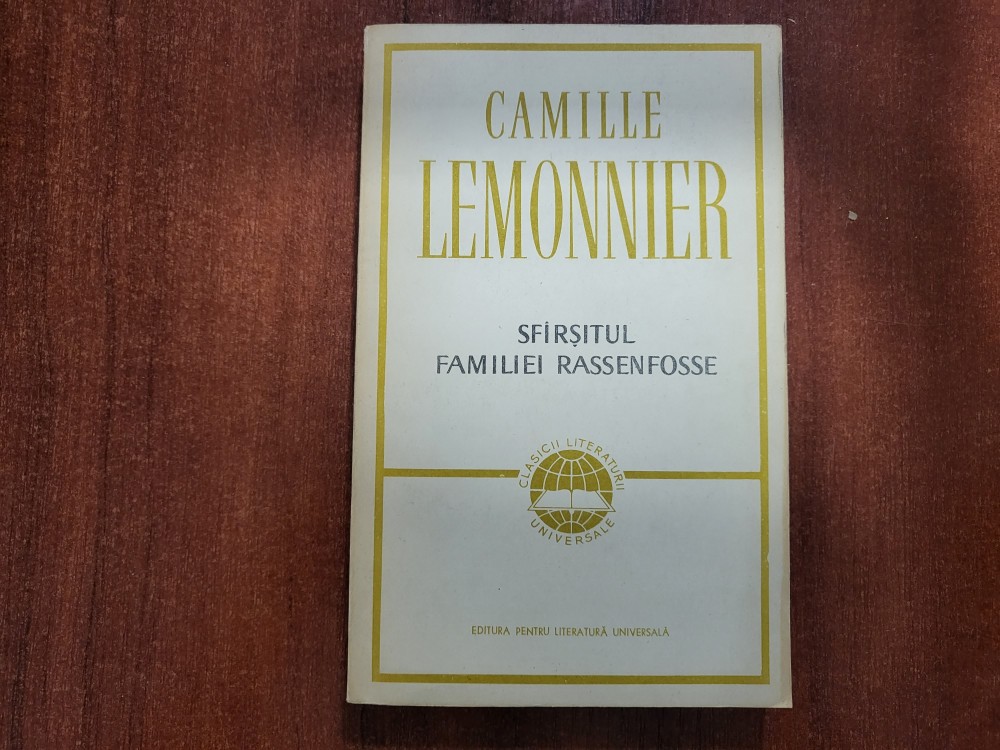 CAMILLE
LEMONNIER
SFÎRȘITUL
FAMILIEI RASSENFOSSE
CLASICII LITERATURII
UNIVERSALE
EDITURA PENTRU LITERATURĂ UNIVERSALĂ